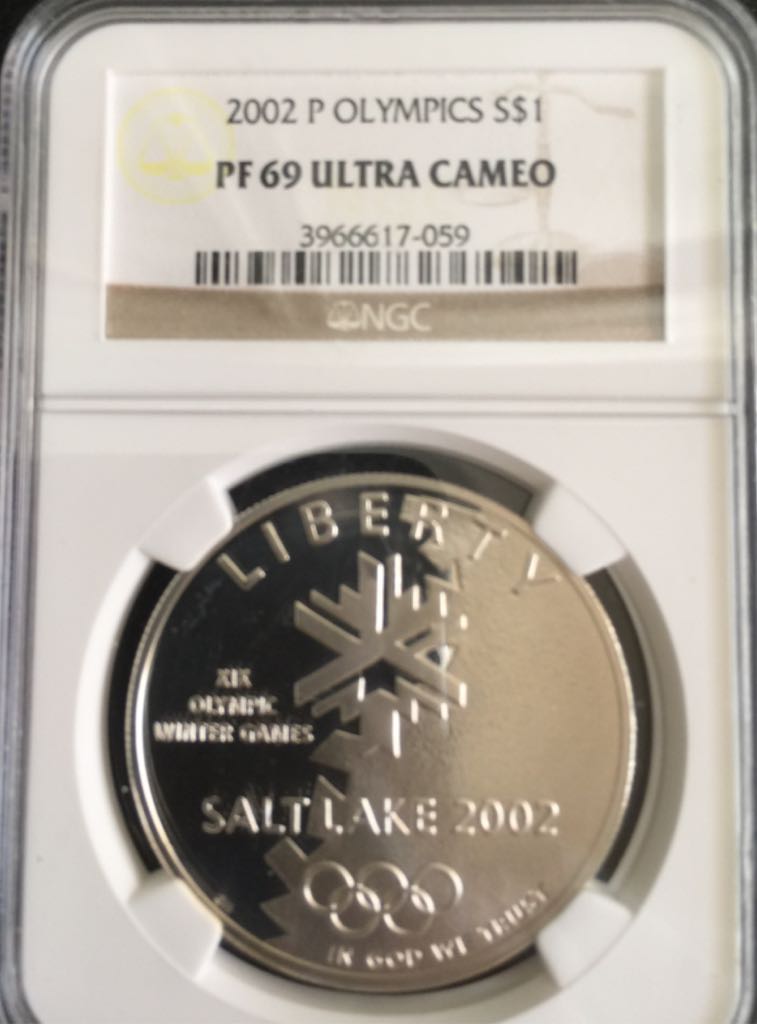 2002 P OLYMPICS S$1
PF 69 ULTRA CAMEO
3966617-059
NGC
LIBERTY
XIX
OLYMPIC
WINTER GAMES
SALT LAKE 2002
IN GOD WE TRUST